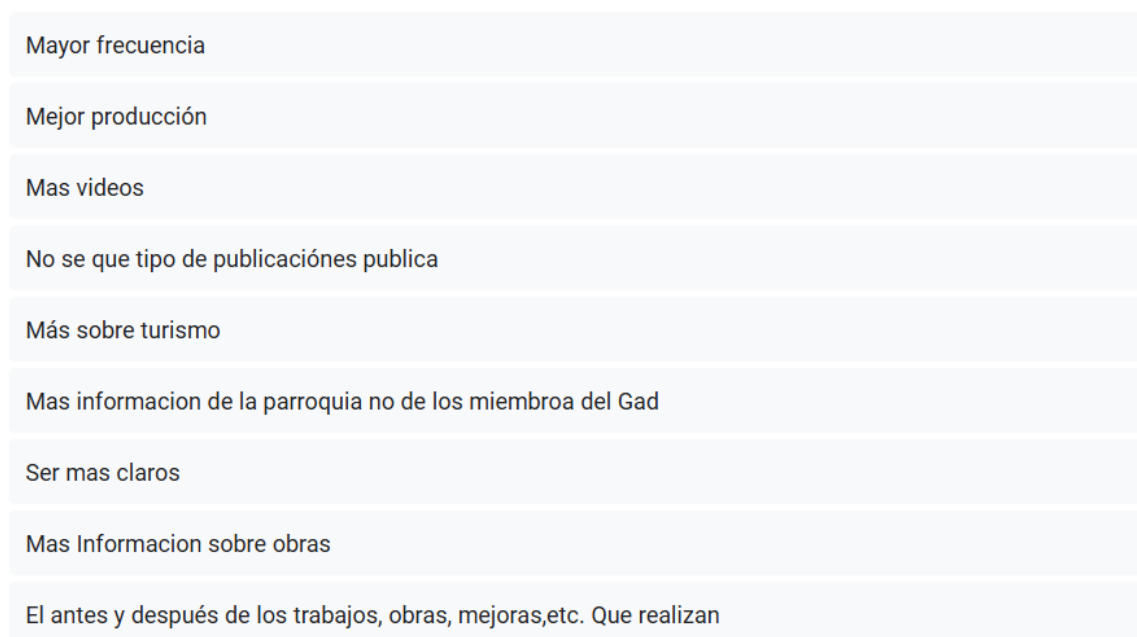 Mayor frecuencia
Mejor producción
Mas videos
No se que tipo de publicaciónes publica
Más sobre turismo
Mas informacion de la parroquia no de los miembroa del Gad
Ser mas claros
Mas Informacion sobre obras
El antes y después de los trabajos, obras, mejoras,etc. Que realizan